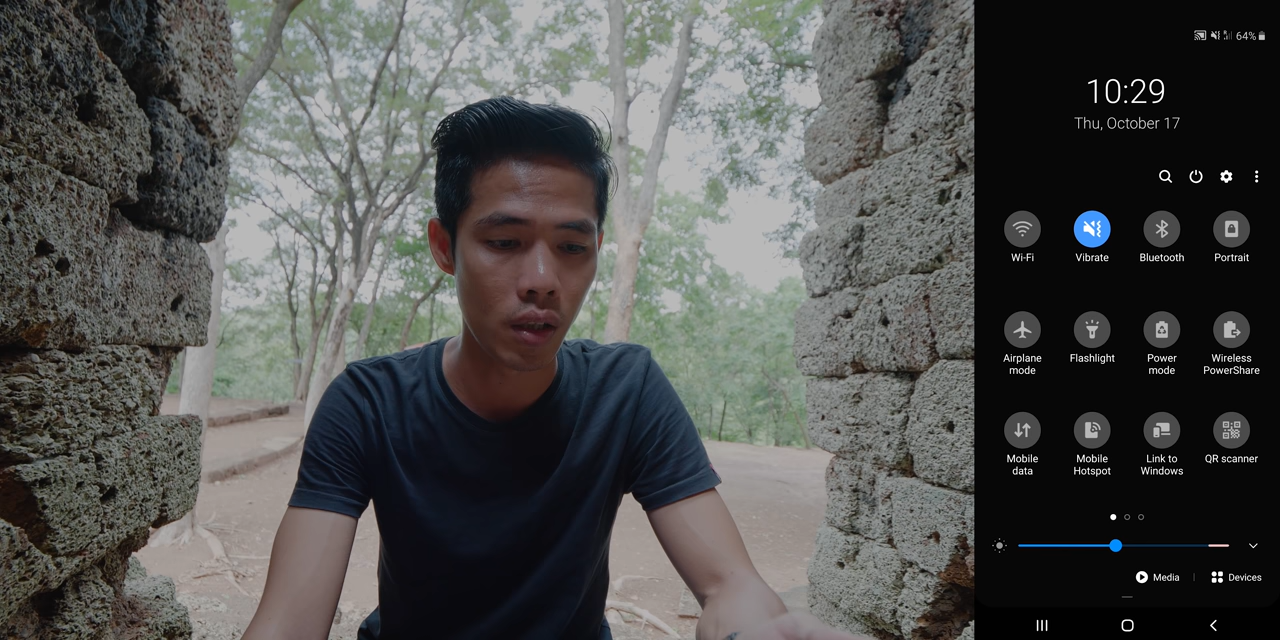 64%
10:29
Thu, October 17
Wi-Fi
Vibrate
Bluetooth
Portrait
Airplane
mode
Flashlight
Power
mode
Wireless
PowerShare
Mobile
data
Mobile
Hotspot
Link to
Windows
QR scanner
Media
Devices